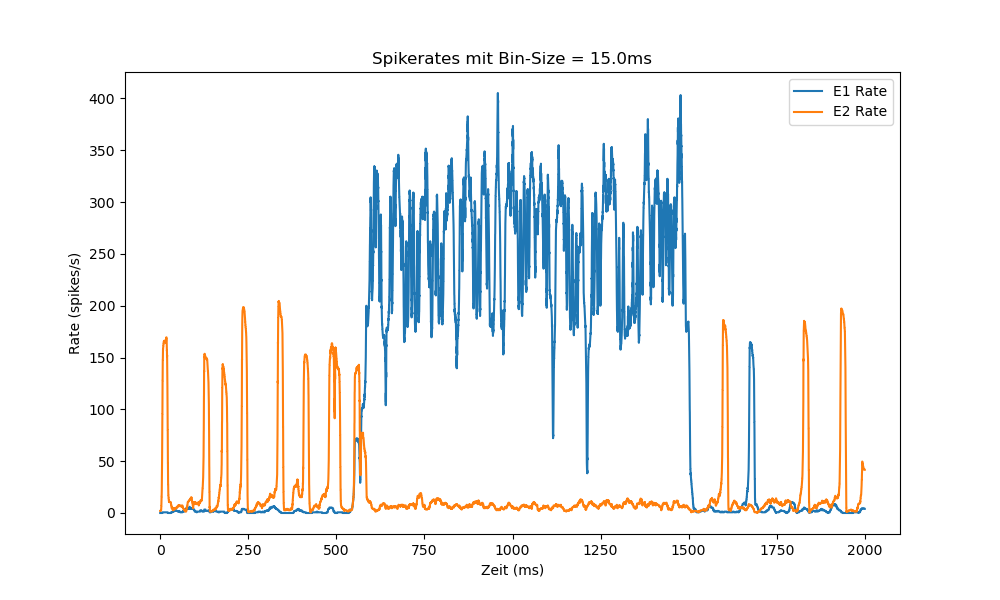 Spikerates mit Bin-Size = 15.0ms
E1 Rate
E2 Rate
Rate (spikes/s)
400
350
300
250
200
150
100
50
0
0 250 500 750 1000 1250 1500 1750 2000
Zeit (ms)